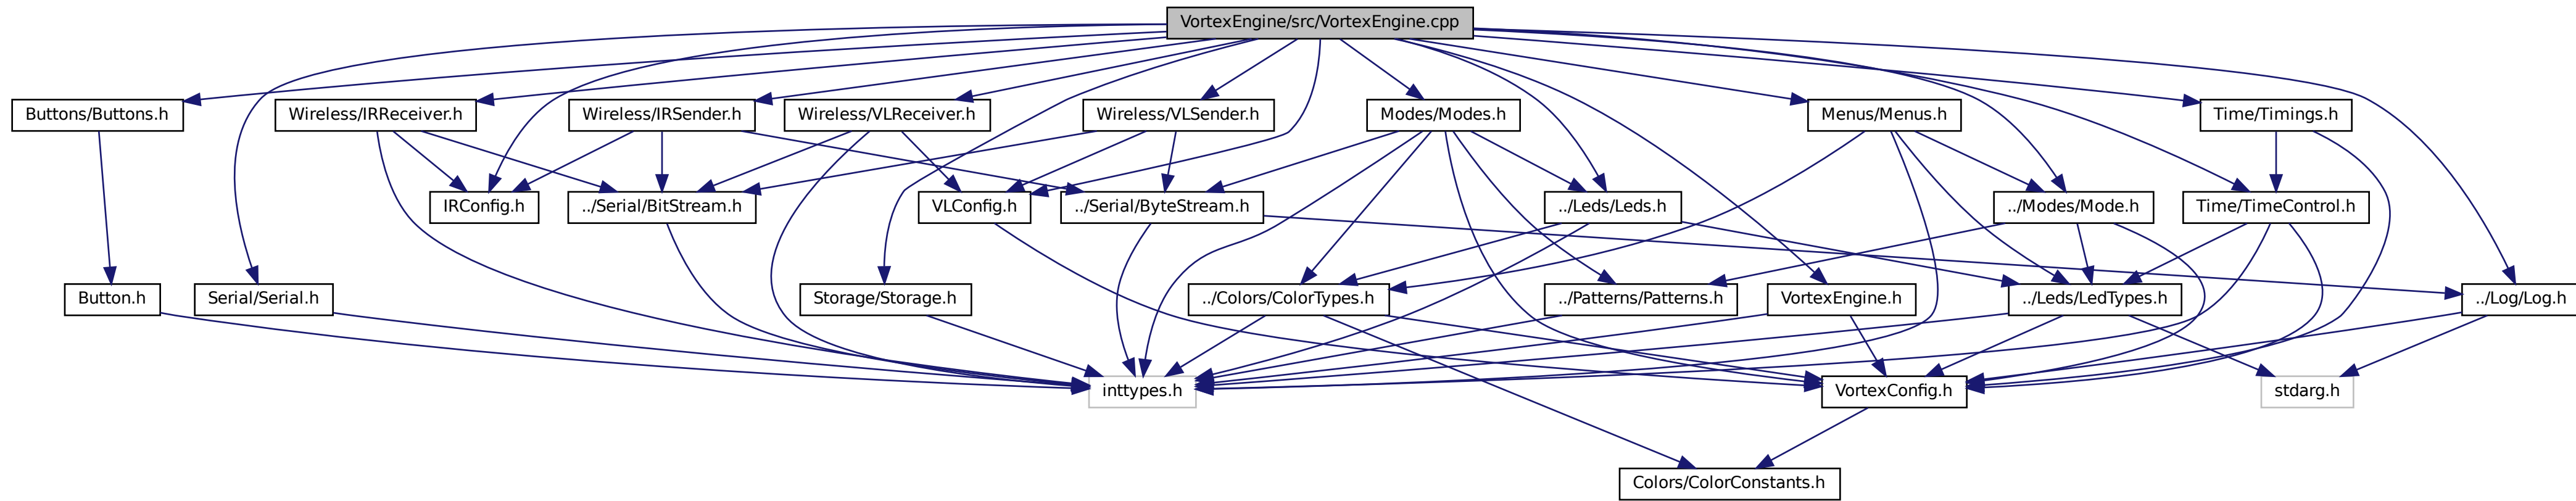 VortexEngine/src/VortexEngine.cpp
Buttons/Buttons.h
Wireless/IRReceiver.h
Wireless/IRSender.h
Wireless/VLReceiver.h
Wireless/VLSender.h
Modes/Modes.h
Menus/Menus.h
Time/Timings.h
IRConfig.h
../Serial/BitStream.h
VLConfig.h
../Serial/ByteStream.h
../Leds/Leds.h
../Modes/Mode.h
Time/TimeControl.h
Button.h
Serial/Serial.h
Storage/Storage.h
../Colors/ColorTypes.h
../Patterns/Patterns.h
VortexEngine.h
../Leds/LedTypes.h
../Log/Log.h
inttypes.h
VortexConfig.h
stdarg.h
Colors/ColorConstants.h